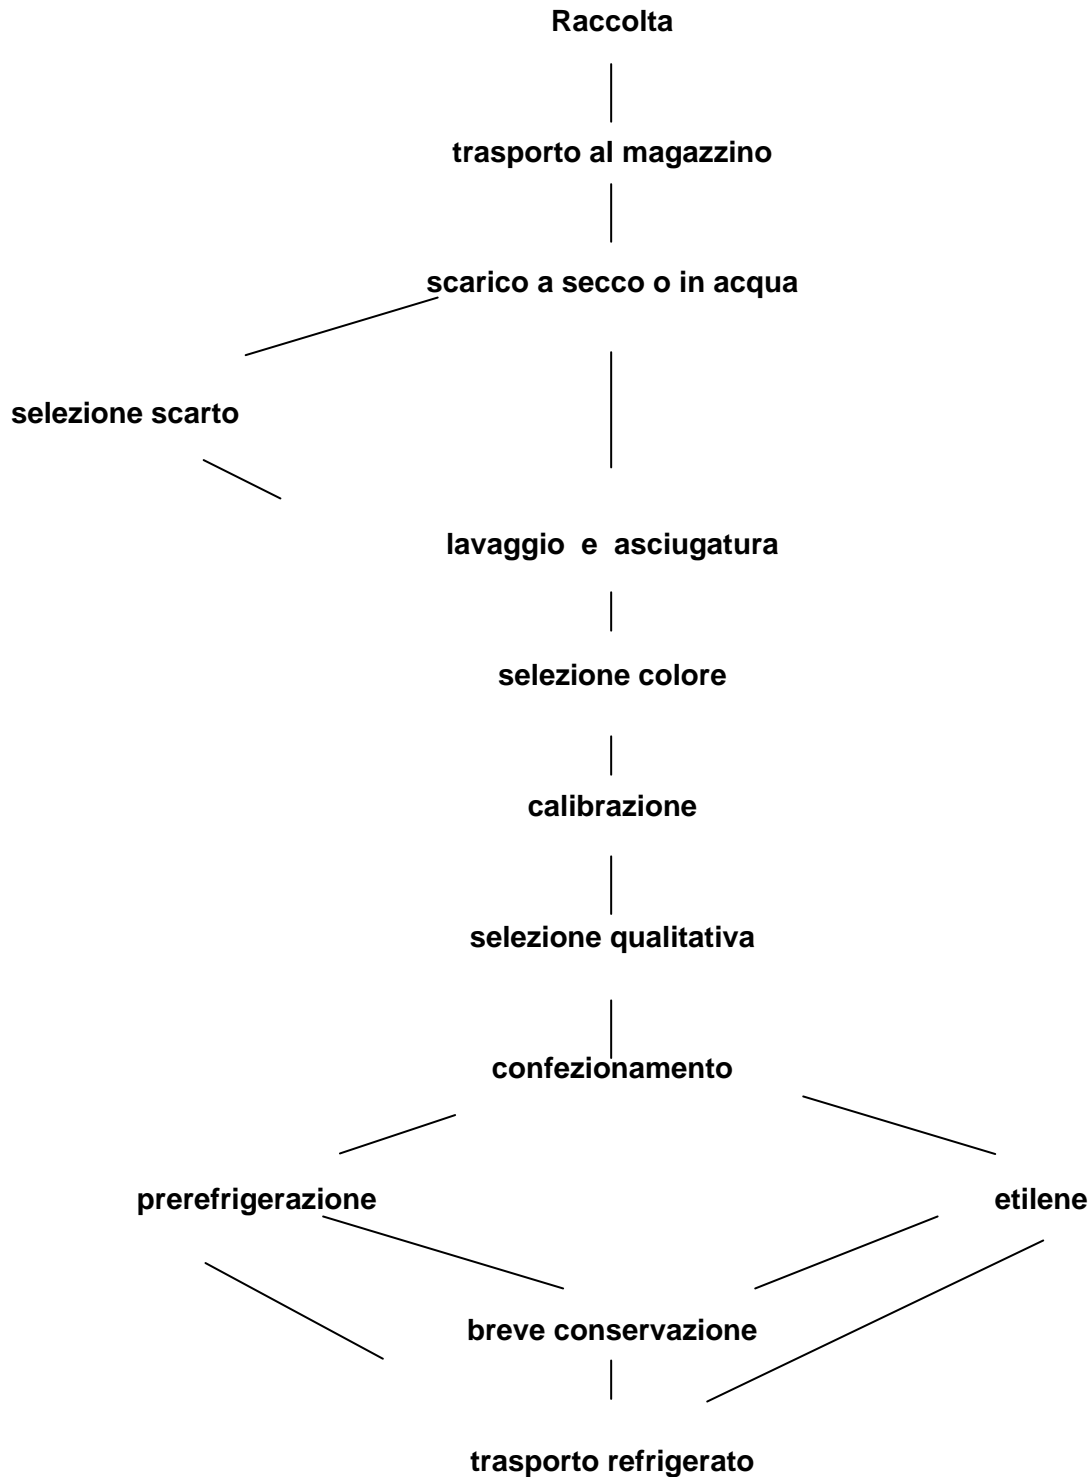 Raccolta
trasporto al magazzino
scarico a secco o in acqua
selezione scarto
lavaggio e asciugatura
selezione colore
calibrazione
selezione qualitativa
confezionamento
prerefrigerazione
etilene
breve conservazione
trasporto refrigerato